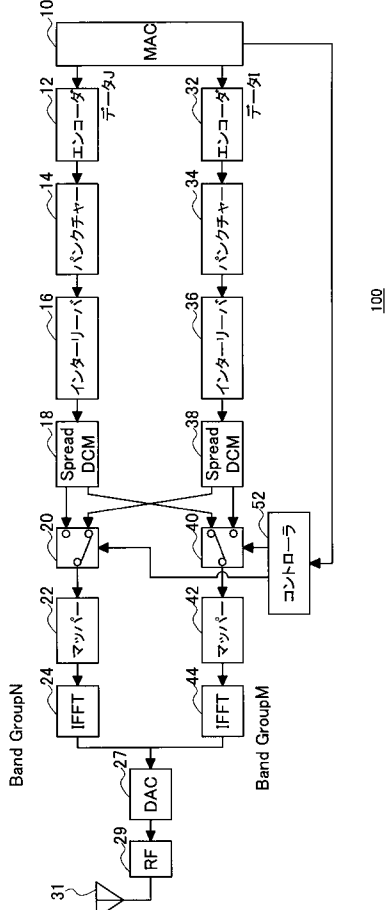 Band GroupN
31
29
RF
27
DAC
24
IFFT
22
マッパー
20
18
Spread
DCM
16
インターリーバ
14
パンクチャー
12
エンコーダ
データJ
10
MAC
44
IFFT
42
マッパー
40
38
Spread
DCM
36
インターリーバ
34
パンクチャー
32
エンコーダ
データI
Band GroupM
52
コントローラ
100